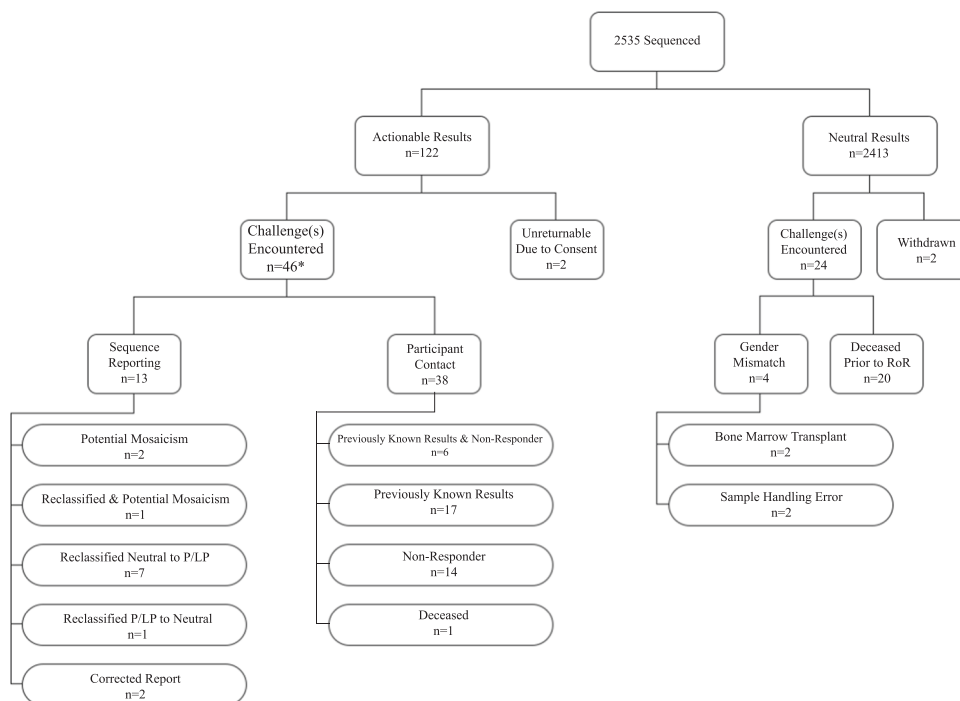 2535 Sequenced
Actionable Results
n=122
Neutral Results
n=2413
Challenge(s)
Encountered
n=46*
Unreturnable
Due to Consent
n=2
Challenge(s)
Encountered
n=24
Withdrawn
n=2
Sequence
Reporting
n=13
Participant
Contact
n=38
Gender
Mismatch
n=4
Deceased
Prior to RoR
n=20
Potential Mosaicism
n=2
Reclassified & Potential Mosaicism
n=1
Reclassified Neutral to P/LP
n=7
Reclassified P/LP to Neutral
n=1
Corrected Report
n=2
Previously Known Results & Non-Responder
n=6
Previously Known Results
n=17
Non-Responder
n=14
Deceased
n=1
Bone Marrow Transplant
n=2
Sample Handling Error
n=2